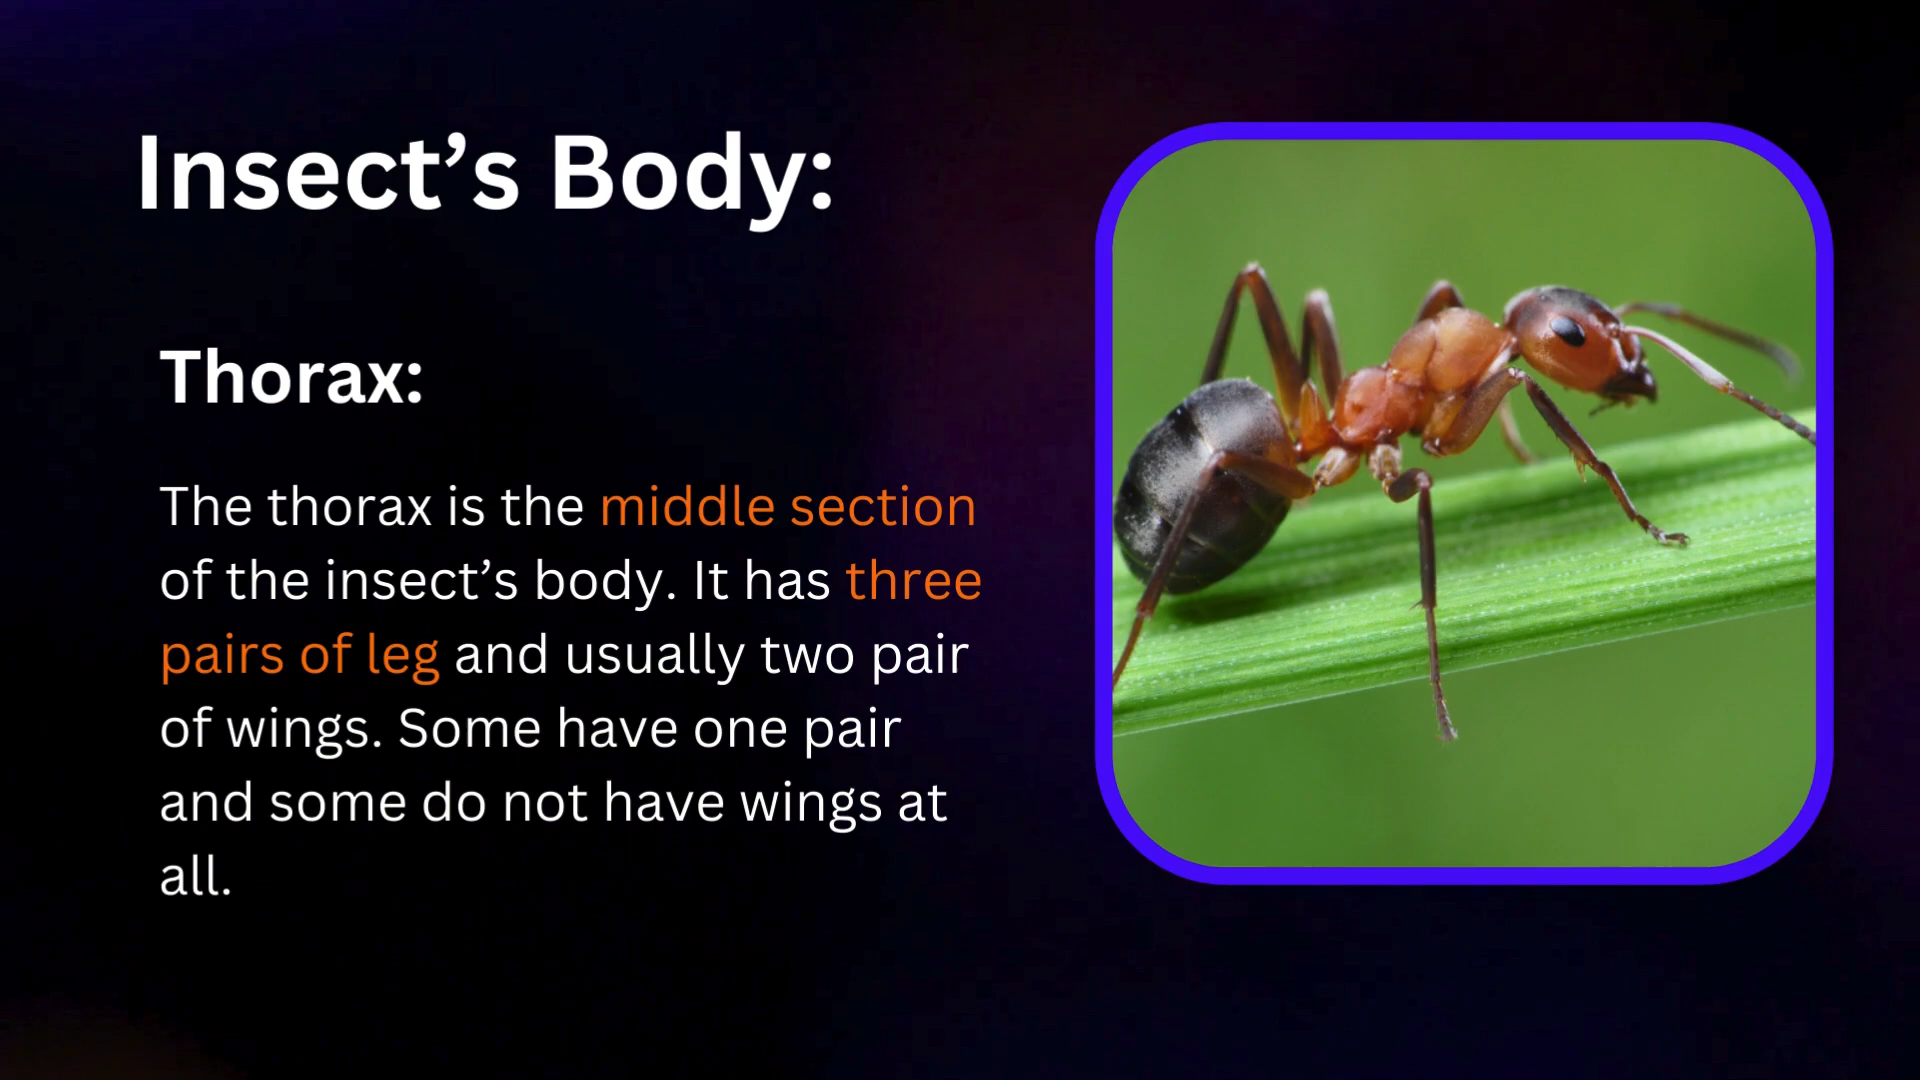 Insect’s Body:
Thorax:
The thorax is the middle section
of the insect’s body. It has three
pairs of leg and usually two pair
of wings. Some have one pair
and some do not have wings at
all.